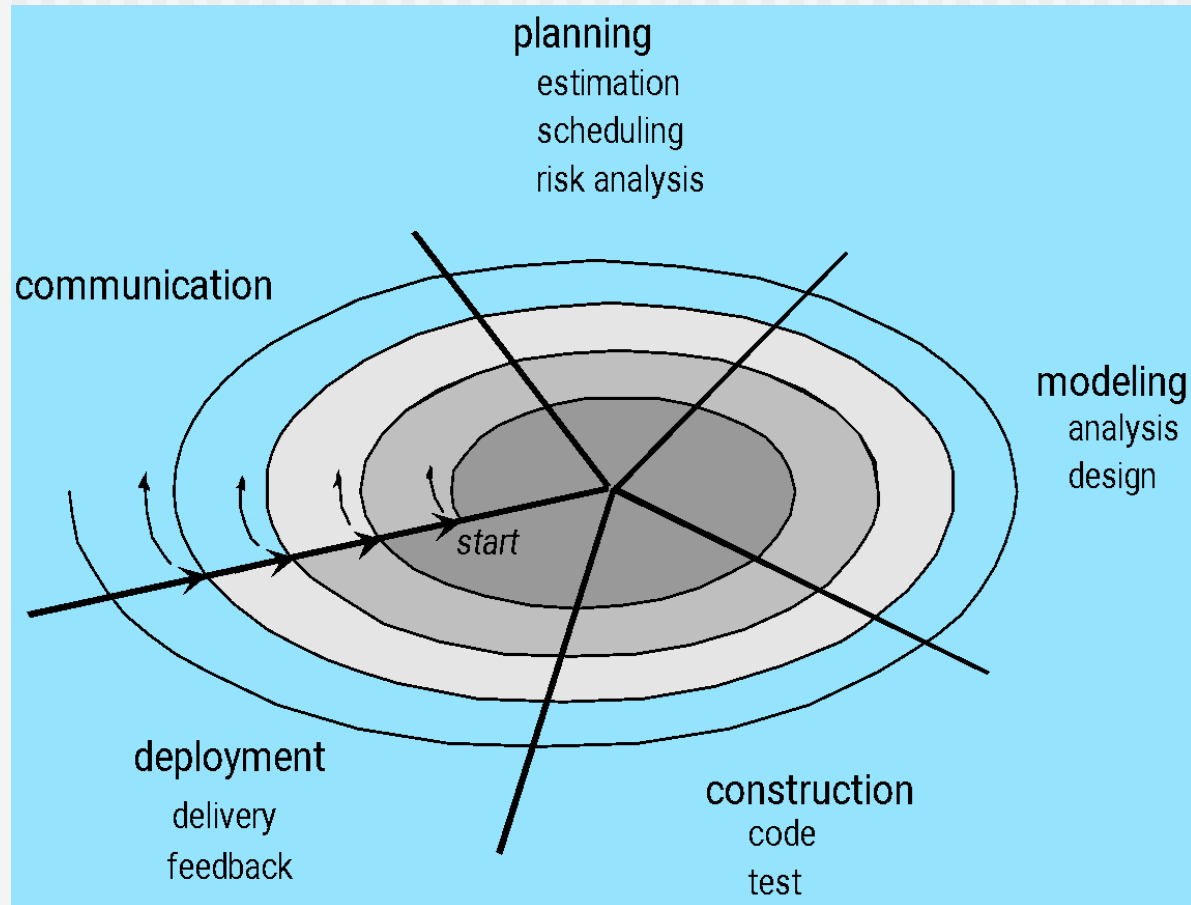 planning
estimation
scheduling
risk analysis
communication
modeling
analysis
design
start
deployment
delivery
feedback
construction
code
test